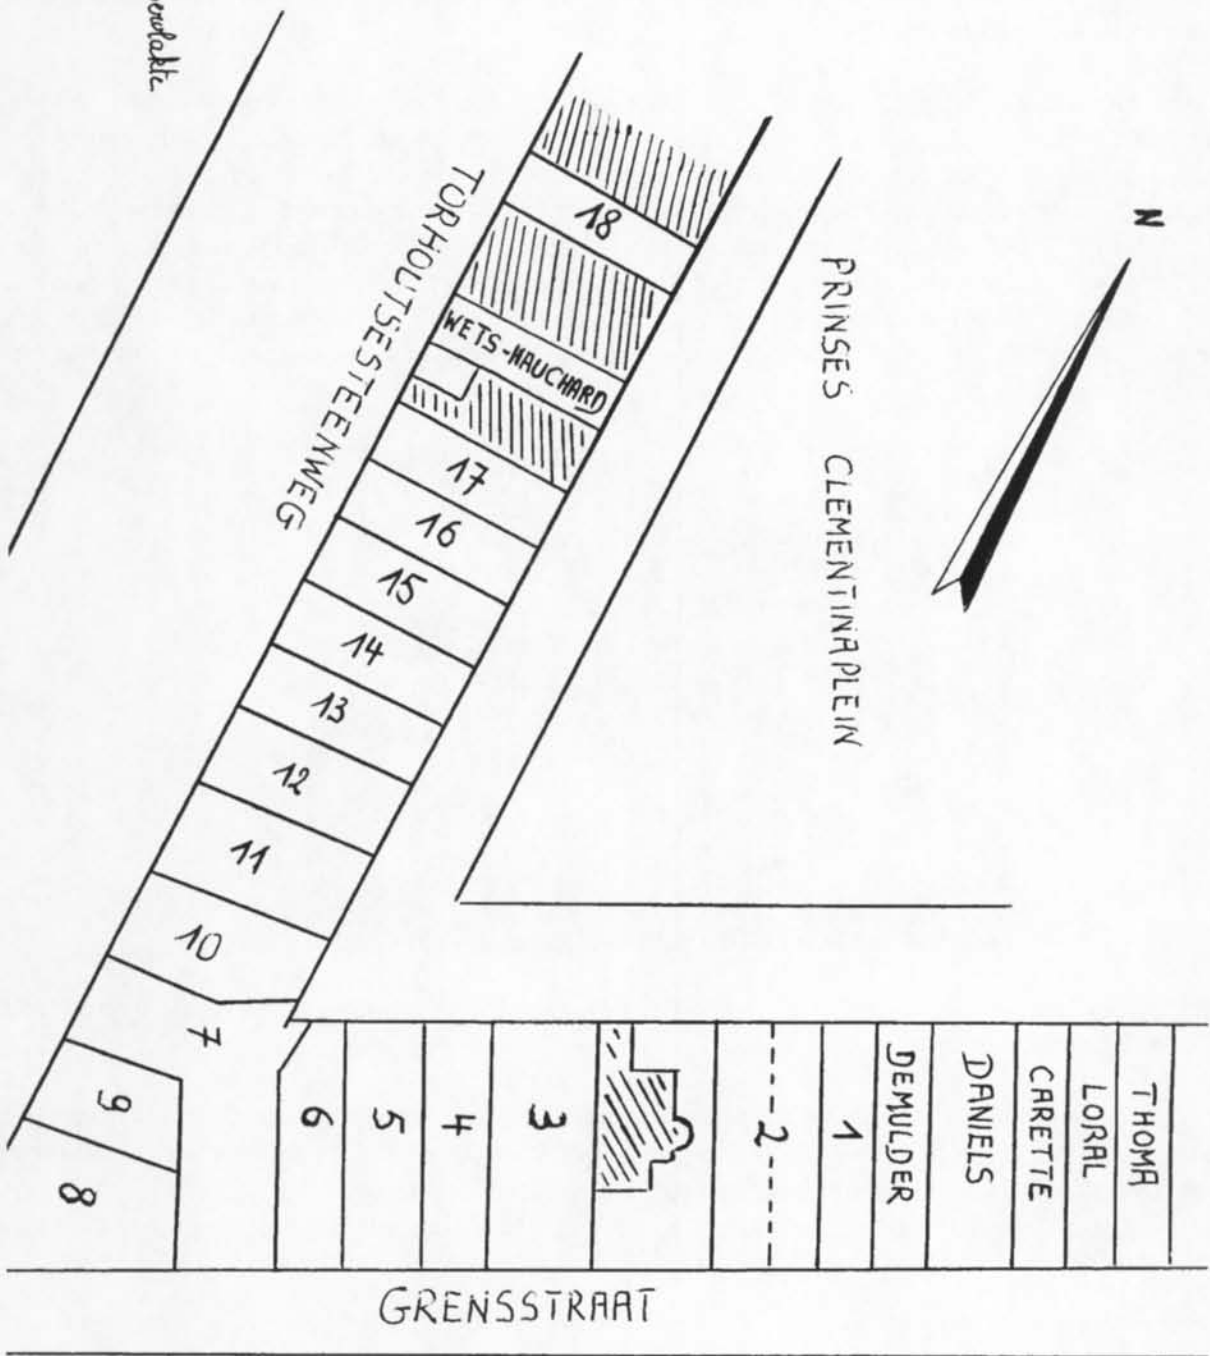 N
PRINSES CLEMENTINAPLEIN
18
TORHOUTSESTEENWEG
WETS-MAUCHARD
17
16
15
14
13
12
11
10
7
9
8
6
5
4
3
2
1
DEMULDER
DANIELS
CARETTE
LORAL
THOMA
GRENSSTRAAT